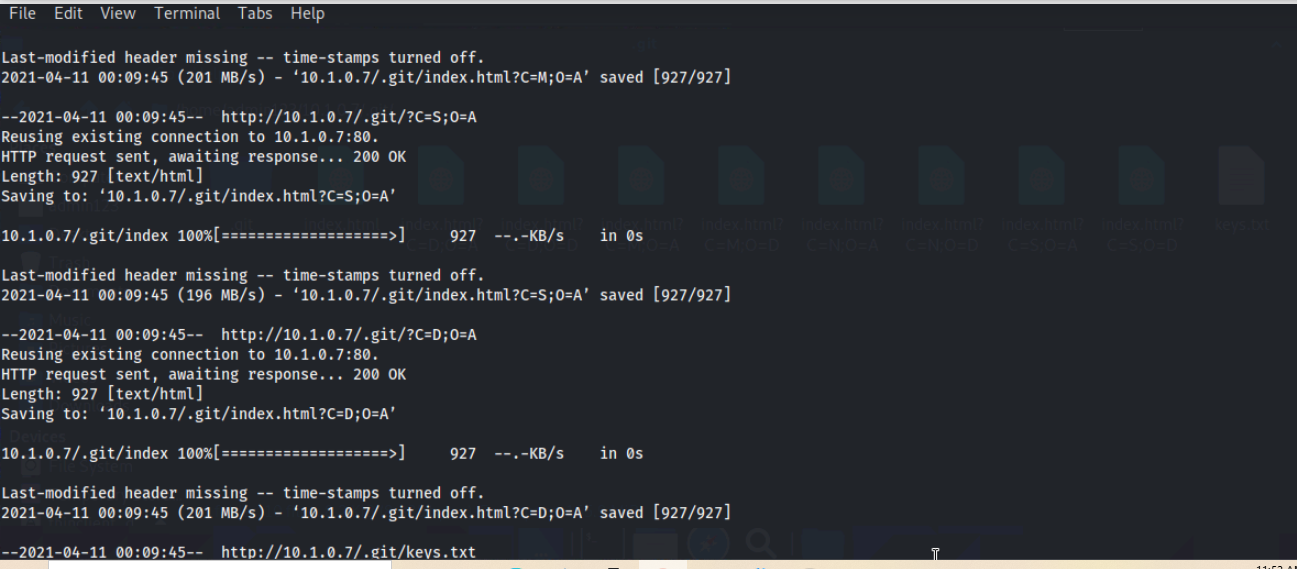 File Edit View Terminal Tabs Help
Last-modified header missing -- time-stamps turned off.
2021-04-11 00:09:45 (201 MB/s) - ‘10.1.0.7/.git/index.html?C=M;O=A’ saved [927/927]
--2021-04-11 00:09:45-- http://10.1.0.7/.git/?C=S;O=A
Reusing existing connection to 10.1.0.7:80.
HTTP request sent, awaiting response... 200 OK
Length: 927 [text/html]
Saving to: ‘10.1.0.7/.git/index.html?C=S;O=A’
10.1.0.7/.git/index 100%[===================>] 927 --.-KB/s in 0s
Last-modified header missing -- time-stamps turned off.
2021-04-11 00:09:45 (196 MB/s) - ‘10.1.0.7/.git/index.html?C=S;O=A’ saved [927/927]
--2021-04-11 00:09:45-- http://10.1.0.7/.git/?C=D;O=A
Reusing existing connection to 10.1.0.7:80.
HTTP request sent, awaiting response... 200 OK
Length: 927 [text/html]
Saving to: ‘10.1.0.7/.git/index.html?C=D;O=A’
10.1.0.7/.git/index 100%[===================>] 927 --.-KB/s in 0s
Last-modified header missing -- time-stamps turned off.
2021-04-11 00:09:45 (201 MB/s) - ‘10.1.0.7/.git/index.html?C=D;O=A’ saved [927/927]
--2021-04-11 00:09:45-- http://10.1.0.7/.git/keys.txt